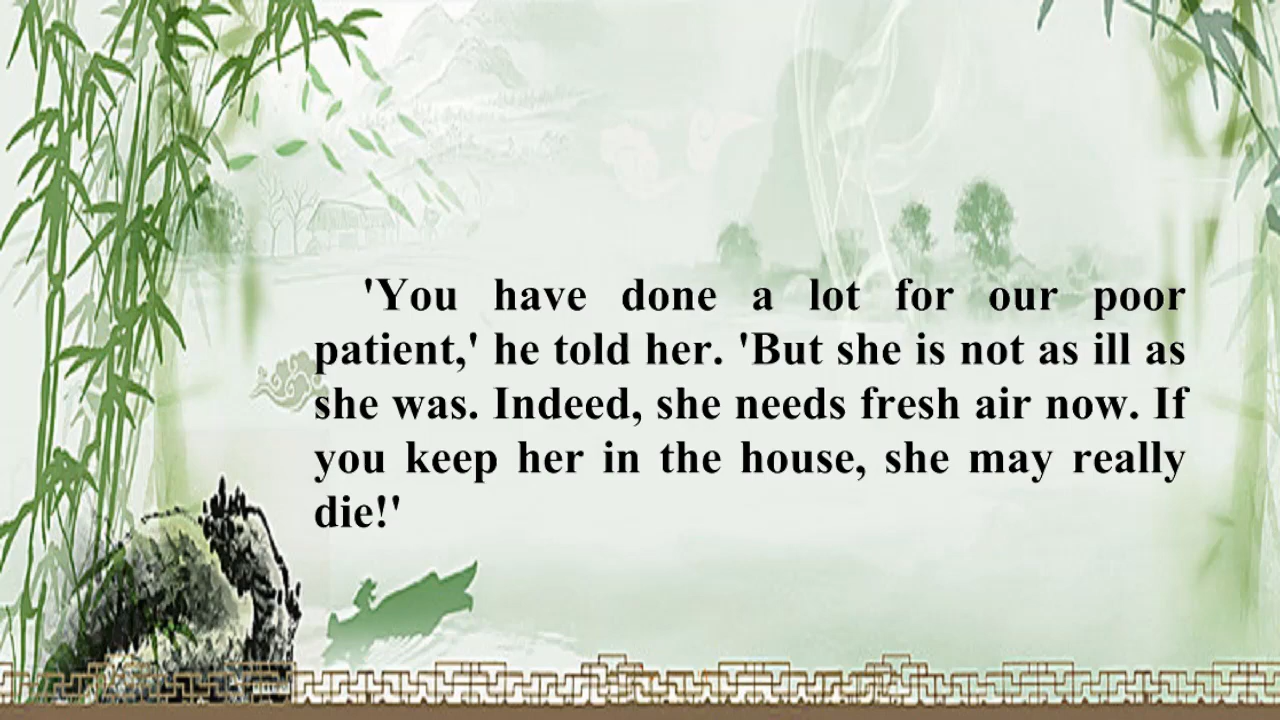 'You have done a lot for our poor
patient,' he told her. 'But she is not as ill as
she was. Indeed, she needs fresh air now. If
you keep her in the house, she may really
die!'